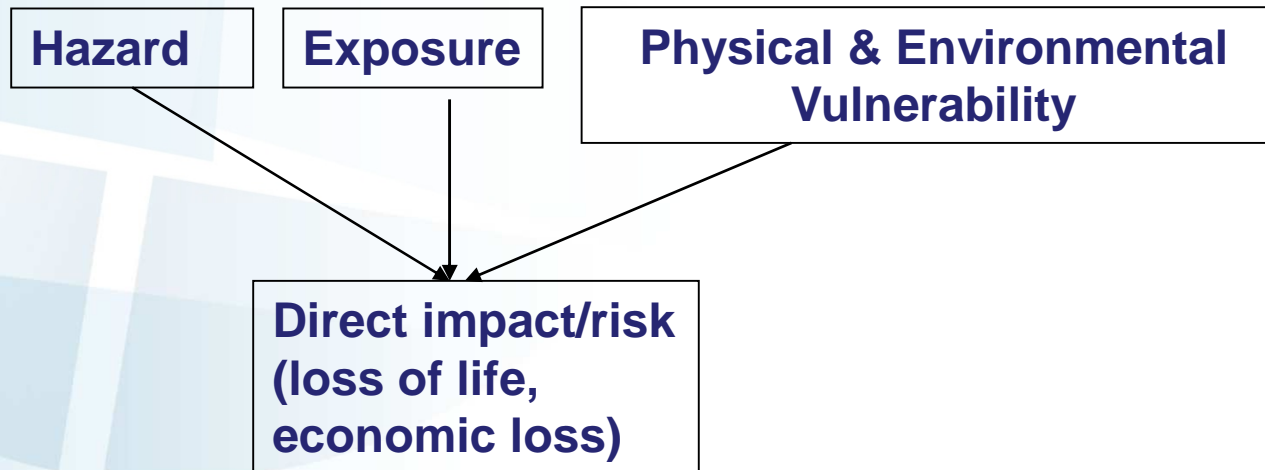 Hazard
Exposure
Physical & Environmental
Vulnerability
Direct impact/risk
(loss of life,
economic loss)